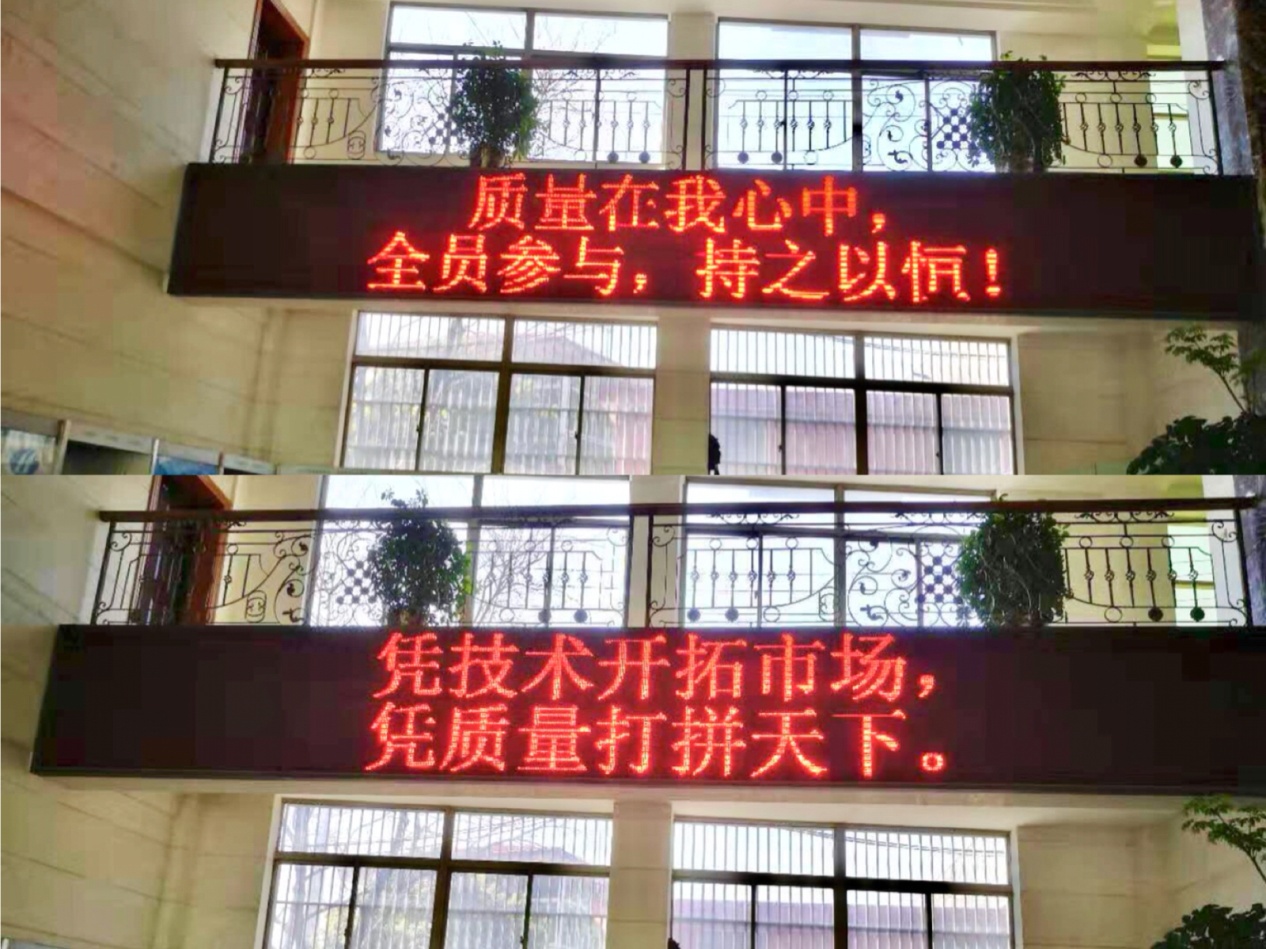 质量在我心中，
全员参与，持之以恒！
凭技术开拓市场，
凭质量打拼天下。